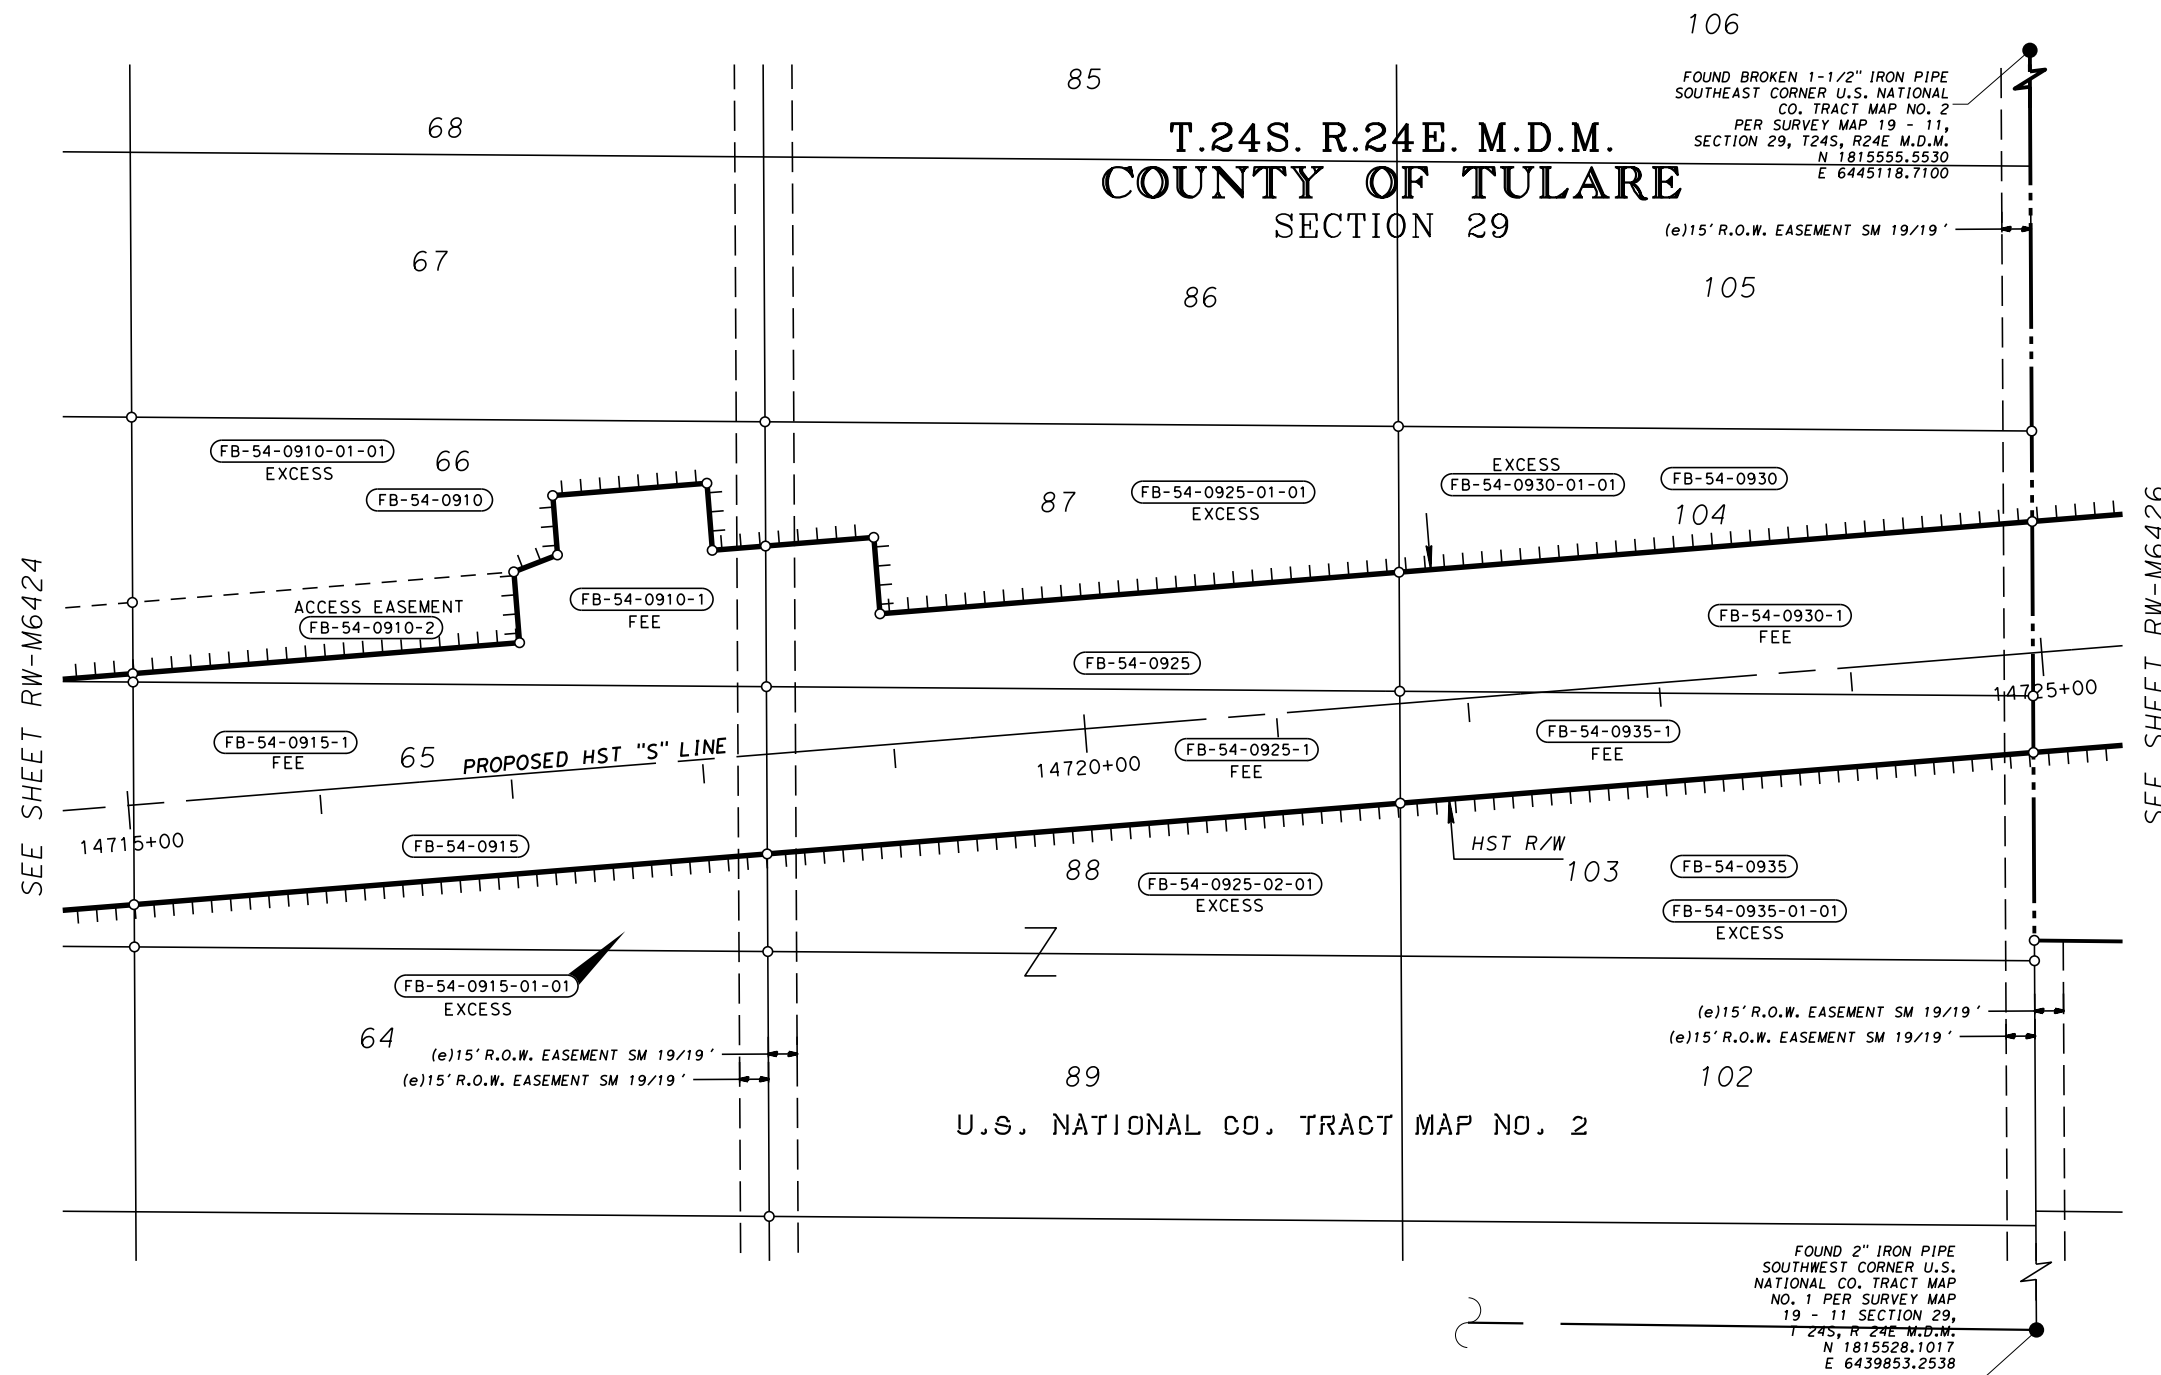 106
85
68
FOUND BROKEN 1-1/2" IRON PIPE
SOUTHEAST CORNER U.S. NATIONAL
CO. TRACT MAP NO. 2
PER SURVEY MAP 19 - 11,
SECTION 29, T24S, R24E M.D.M.
N 1815555.5530
E 6445118.7100
T.24S. R.24E. M.D.M.
COUNTY OF TULARE
SECTION 29
(e)15' R.O.W. EASEMENT SM 19/19'
67
86
105
FB-54-0910-01-01
EXCESS
66
FB-54-0910
87
FB-54-0925-01-01
EXCESS
EXCESS
FB-54-0930-01-01
FB-54-0930
104
SEE SHEET RW-M6424
SEE SHEET RW-M6426
ACCESS EASEMENT
FB-54-0910-2
FB-54-0910-1
FEE
FB-54-0930-1
FEE
FB-54-0925
14725+00
FB-54-0915-1
FEE
65
PROPOSED HST "S" LINE
14720+00
FB-54-0925-1
FEE
FB-54-0935-1
FEE
14715+00
FB-54-0915
HST R/W
88
103
FB-54-0935
FB-54-0925-02-01
EXCESS
FB-54-0935-01-01
EXCESS
Z
FB-54-0915-01-01
EXCESS
64
(e)15' R.O.W. EASEMENT SM 19/19'
(e)15' R.O.W. EASEMENT SM 19/19'
(e)15' R.O.W. EASEMENT SM 19/19'
(e)15' R.O.W. EASEMENT SM 19/19'
89
102
U.S. NATIONAL CO. TRACT MAP NO. 2
FOUND 2" IRON PIPE
SOUTHWEST CORNER U.S.
NATIONAL CO. TRACT MAP
NO. 1 PER SURVEY MAP
19 - 11 SECTION 29,
T 24S, R 24E M.D.M.
N 1815528.1017
E 6439853.2538